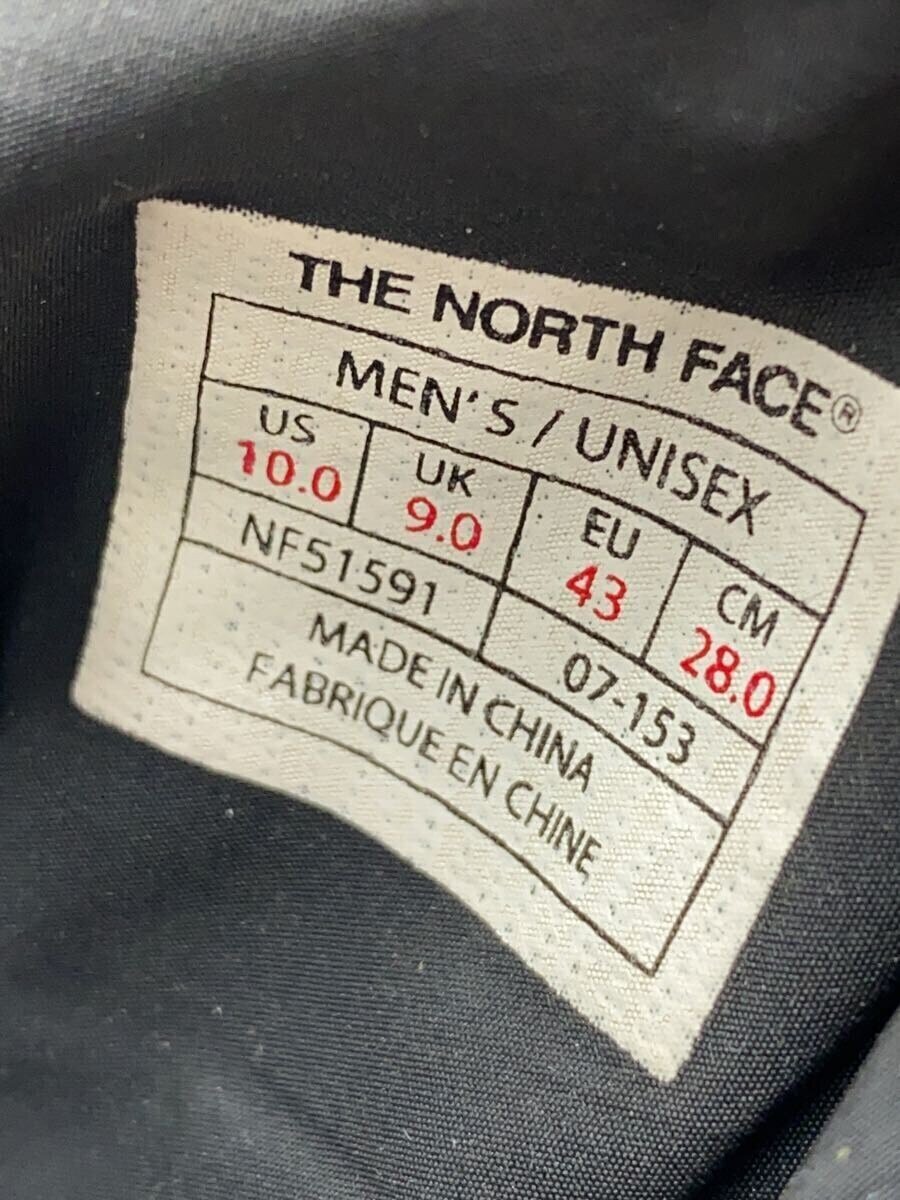 THE NORTH FACE®
MEN'S / UNISEX
US UK EU CM
10.0 9.0 43 28.0
NF51591 07-153
MADE IN CHINA
FABRIQUE EN CHINE